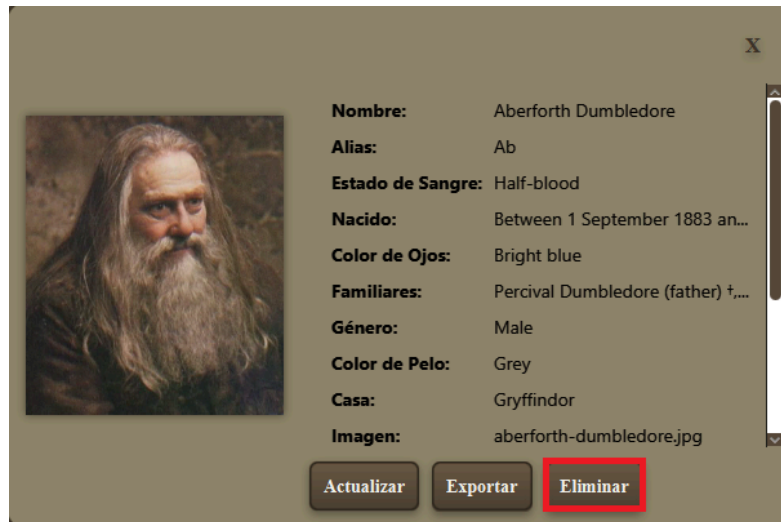 X
Nombre: Aberforth Dumbledore
Alias: Ab
Estado de Sangre: Half-blood
Nacido: Between 1 September 1883 an...
Color de Ojos: Bright blue
Familiares: Percival Dumbledore (father) †,...
Género: Male
Color de Pelo: Grey
Casa: Gryffindor
Imagen: aberforth-dumbledore.jpg
Actualizar Exportar Eliminar